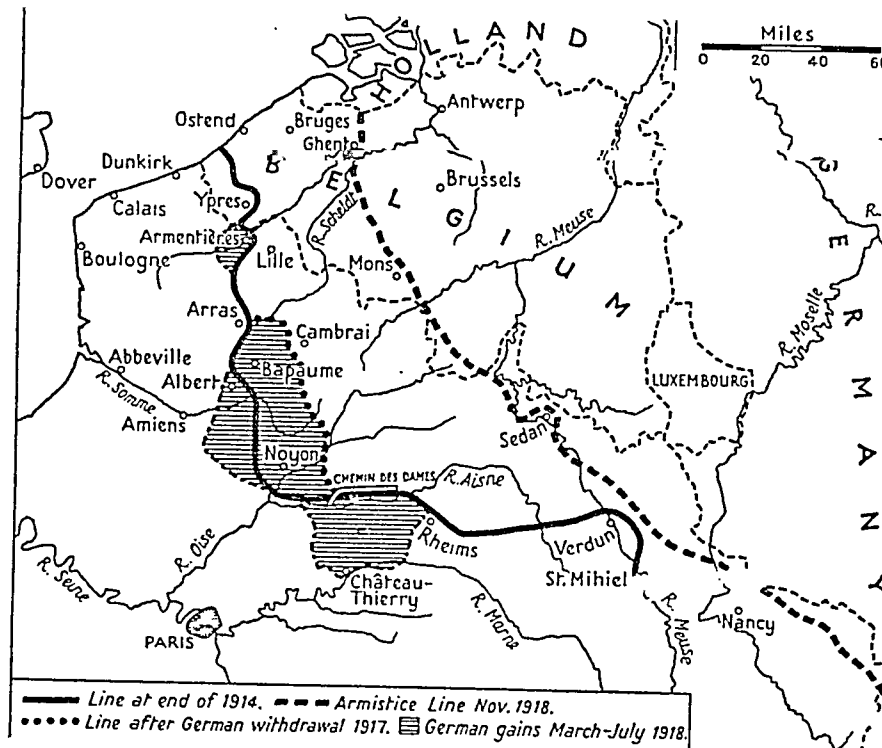 Miles
0 20 40 60
HOLLAND
Antwerp
Ostend
Bruges
Ghent
Dunkirk
Dover
Calais
Ypres
BELGIUM
Brussels
R. Scheldt
R. Meuse
Armentières
Boulogne
Lille
Mons
GERMANY
R.
Arras
Cambrai
R. Moselle
Abbeville
Albert
Bapaume
LUXEMBOURG
R. Somme
Amiens
Sedan
Noyon
CHEMIN DES DAMES
R. Aisne
R. Oise
Rheims
Verdun
R. Seine
Château-
Thierry
St. Mihiel
PARIS
R. Marne
R. Meuse
Nancy
Line at end of 1914. Armistice Line Nov. 1918.
Line after German withdrawal 1917. German gains March-July 1918.